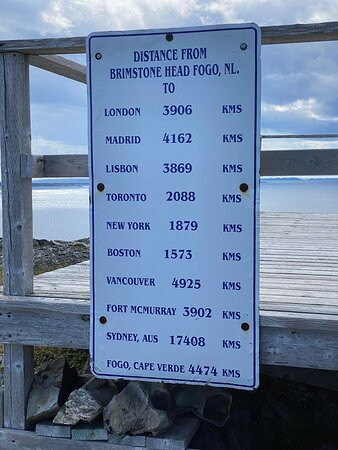 DISTANCE FROM
BRIMSTONE HEAD FOGO, NL.
TO
LONDON 3906 KMS
MADRID 4162 KMS
LISBON 3869 KMS
TORONTO 2088 KMS
NEW YORK 1879 KMS
BOSTON 1573 KMS
VANCOUVER 4925 KMS
FORT MCMURRAY 3902 KMS
SYDNEY, AUS 17408 KMS
FOGO, CAPE VERDE 4474 KMS